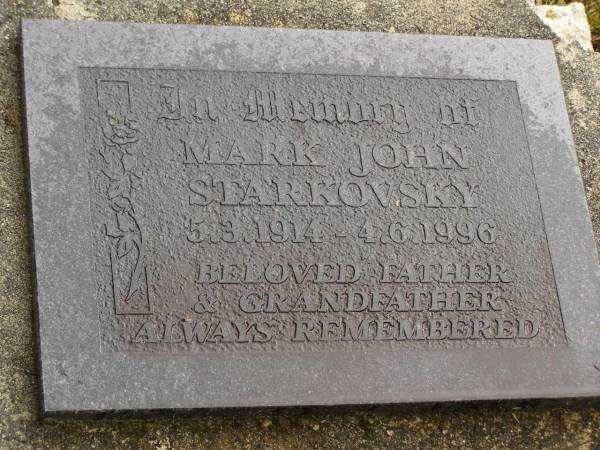 In Memory of
MARK JOHN
STARKOVSKY
5.3.1914 - 4.6.1996
BELOVED FATHER
& GRANDFATHER
ALWAYS REMEMBERED